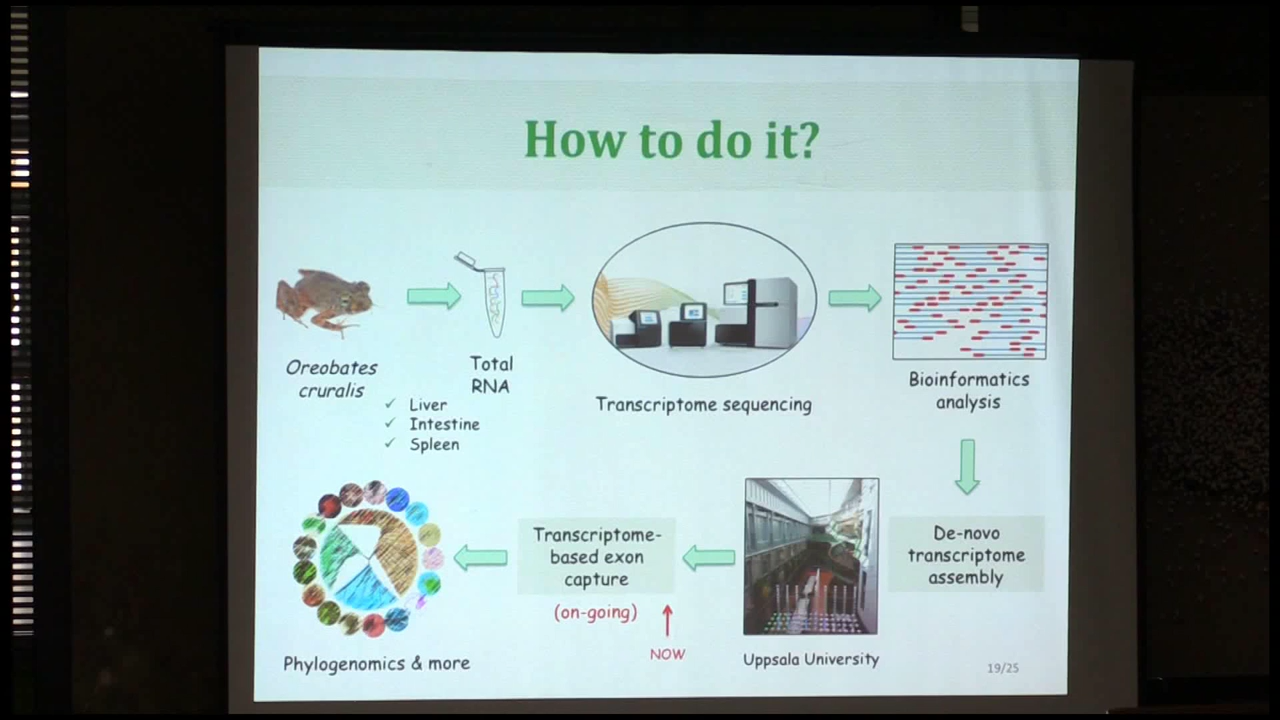 How to do it?
Oreobates
cruralis
Total
RNA
✓ Liver
✓ Intestine
✓ Spleen
Transcriptome sequencing
Bioinformatics
analysis
De-novo
transcriptome
assembly
Uppsala University
Transcriptome-
based exon
capture
(on-going)
NOW
Phylogenomics & more
19/25